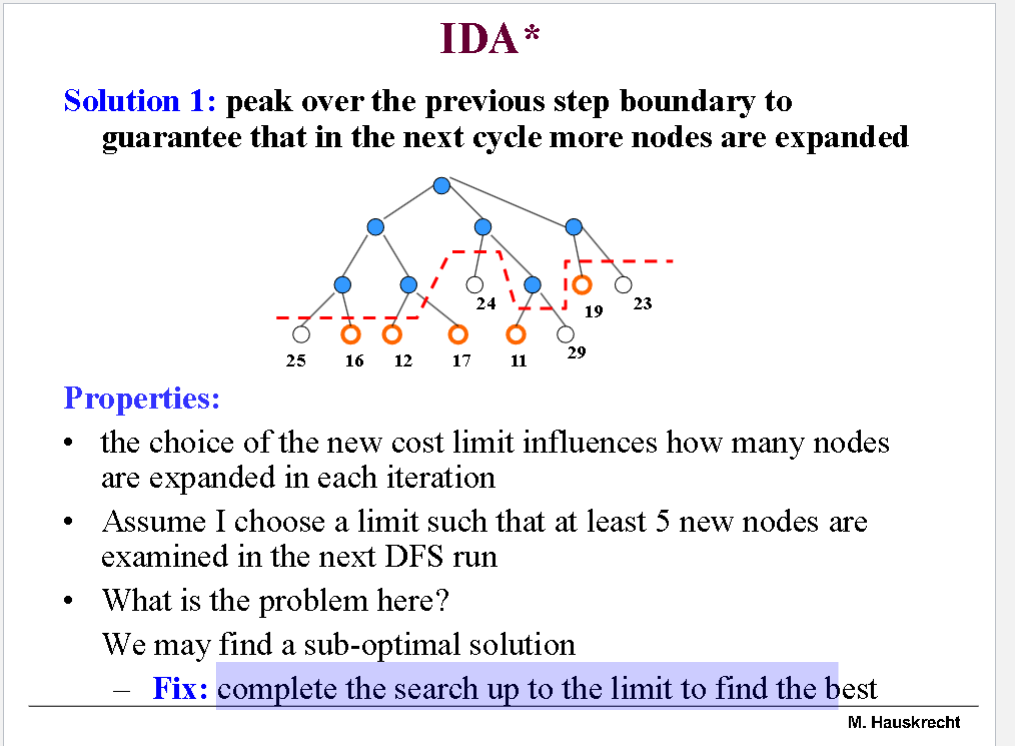 IDA*
Solution 1: peak over the previous step boundary to
guarantee that in the next cycle more nodes are expanded
24
19
23
25
16
12
17
11
29
Properties:
• the choice of the new cost limit influences how many nodes
are expanded in each iteration
• Assume I choose a limit such that at least 5 new nodes are
examined in the next DFS run
• What is the problem here?
We may find a sub-optimal solution
– Fix: complete the search up to the limit to find the best
M. Hauskrecht